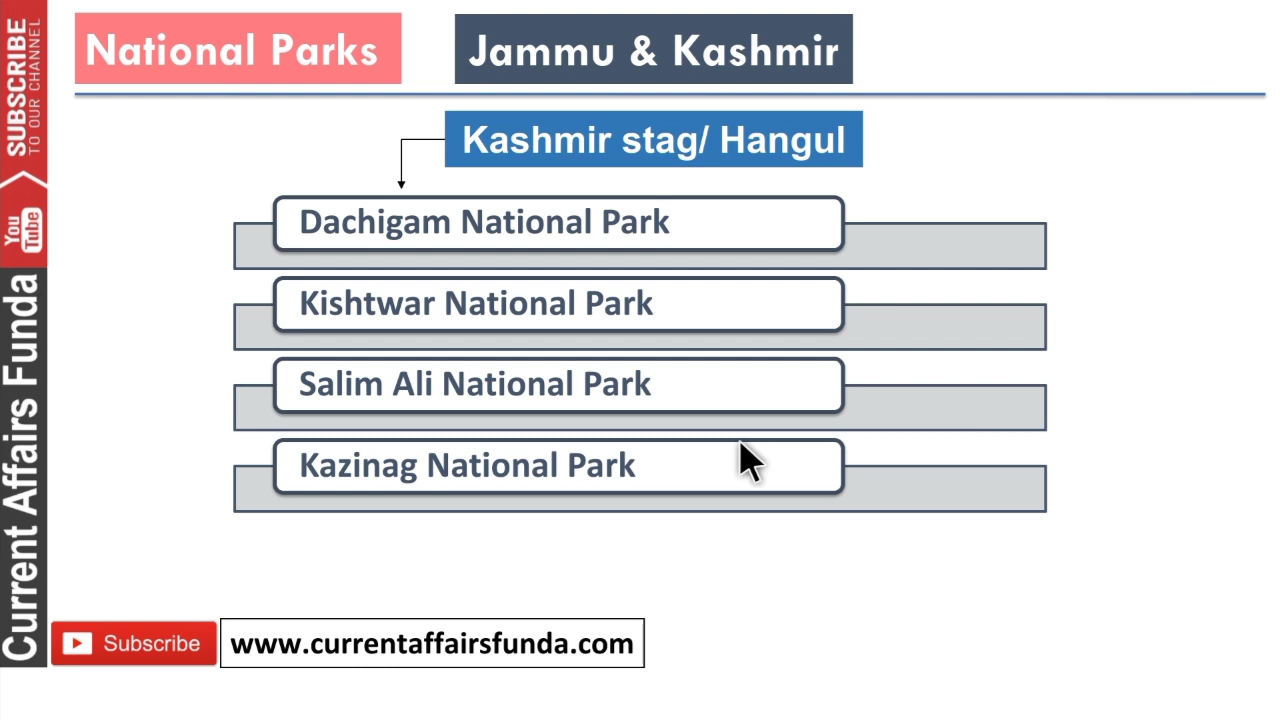 National Parks
Jammu & Kashmir
Kashmir stag/ Hangul
Dachigam National Park
Kishtwar National Park
Salim Ali National Park
Kazinag National Park
SUBSCRIBE
TO OUR CHANNEL
You
Tube
Current Affairs Funda
Subscribe
www.currentaffairsfunda.com